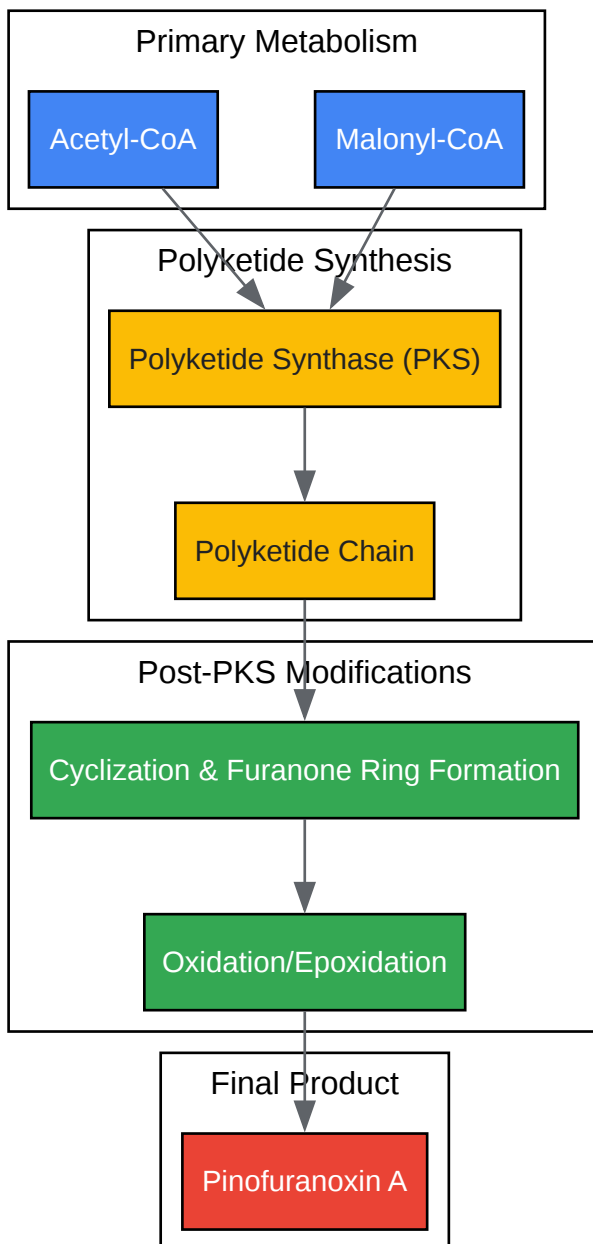 Primary Metabolism
Acetyl-CoA
Malonyl-CoA
Polyketide Synthesis
Polyketide Synthase (PKS)
Polyketide Chain
Post-PKS Modifications
Cyclization & Furanone Ring Formation
Oxidation/Epoxidation
Final Product
Pinofuranoxin A